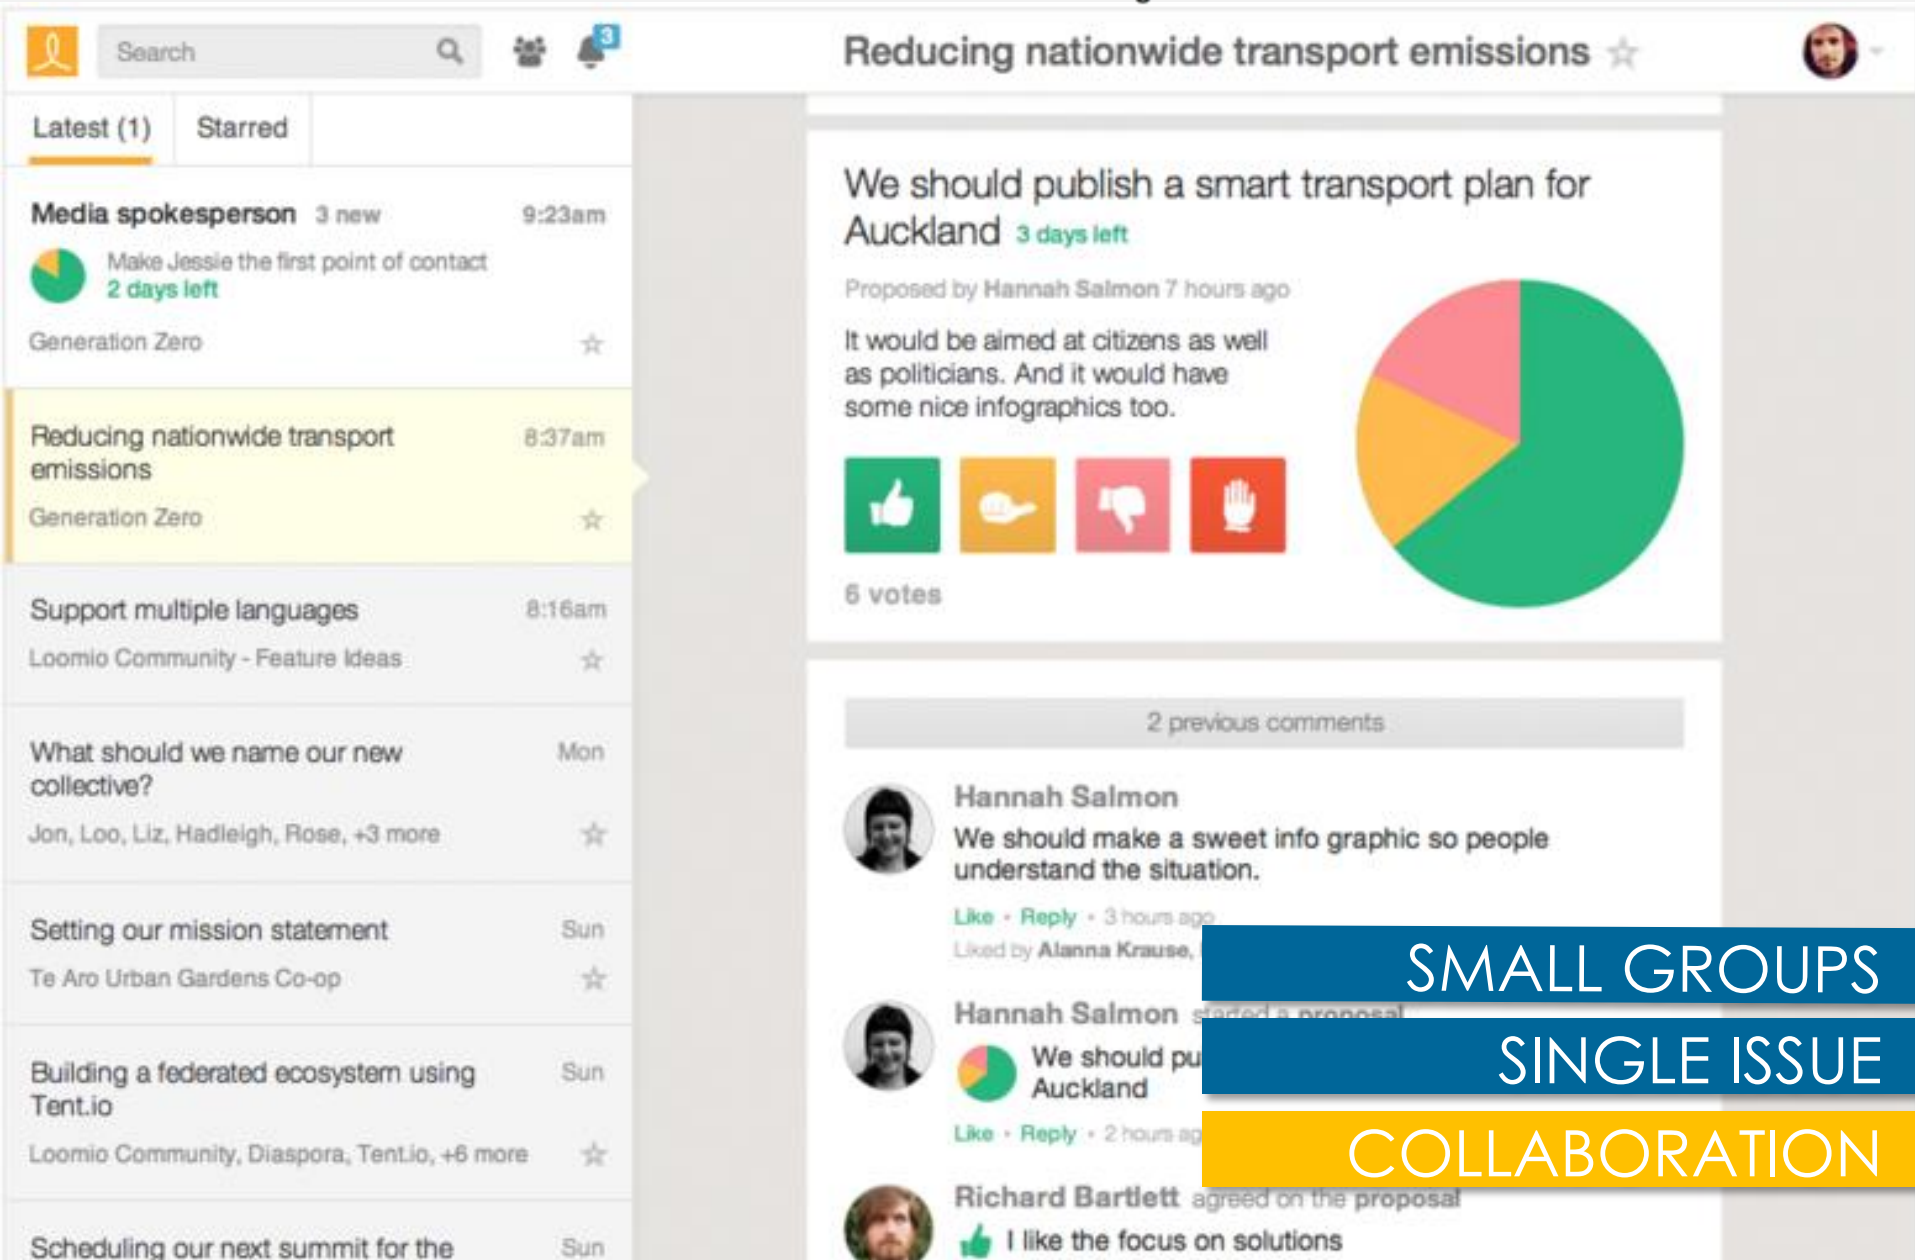 Search
3
Reducing nationwide transport emissions
Latest (1)
Starred
Media spokesperson 3 new 9:23am
Make Jessie the first point of contact
2 days left
Generation Zero
Reducing nationwide transport 8:37am
emissions
Generation Zero
Support multiple languages 8:16am
Loomio Community - Feature Ideas
What should we name our new Mon
collective?
Jon, Loo, Liz, Hadleigh, Rose, +3 more
Setting our mission statement Sun
Te Aro Urban Gardens Co-op
Building a federated ecosystem using Sun
Tent.io
Loomio Community, Diaspora, Tent.io, +6 more
Scheduling our next summit for the Sun
We should publish a smart transport plan for
Auckland 3 days left
Proposed by Hannah Salmon 7 hours ago
It would be aimed at citizens as well
as politicians. And it would have
some nice infographics too.
6 votes
2 previous comments
Hannah Salmon
We should make a sweet info graphic so people
understand the situation.
Like · Reply · 3 hours ago
Liked by Alanna Krause,
Hannah Salmon started a proposal
We should pu
Auckland
Like · Reply · 2 hours ag
Richard Bartlett agreed on the proposal
I like the focus on solutions
SMALL GROUPS
SINGLE ISSUE
COLLABORATION